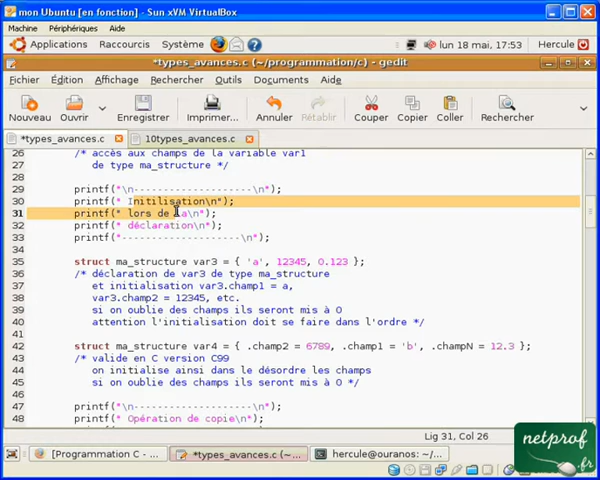 mon Ubuntu [en fonction] - Sun xVM VirtualBox
Machine Périphériques ?
Applications Raccourcis Système lun 18 mai, 17:53 Hercule
*types_avances.c (~/programmation/c) - gedit
Fichier Édition Affichage Rechercher Outils Documents Aide
Nouveau Ouvrir Enregistrer Imprimer... Annuler Rétablir Couper Copier Coller Rechercher
*types_avances.c 10types_avances.c
26 /* accès aux champs de la variable var1
27 de type ma_structure */
28
29 printf("\n--------------------\n");
30 printf(" Initilisation\n");
31 printf(" lors de la\n");
32 printf(" déclaration\n");
33 printf("--------------------\n");
34
35 struct ma_structure var3 = { 'a', 12345, 0.123 };
36 /* déclaration de var3 de type ma_structure
37 et initialisation var3.champ1 = a,
38 var3.champ2 = 12345, etc.
39 si on oublie des champs ils seront mis à 0
40 attention l'initialisation doit se faire dans l'ordre */
41
42 struct ma_structure var4 = { .champ2 = 6789, .champ1 = 'b', .champN = 12.3 };
43 /* valide en C version C99
44 on initialise ainsi dans le désordre les champs
45 si on oublie des champs ils seront mis à 0 */
46
47 printf("\n--------------------\n");
48 printf(" Opération de copie\n");
Lig 31, Col 26
[Programmation C - ... *types_avances.c (~... hercule@ouranos: ~/...
netprof
.fr